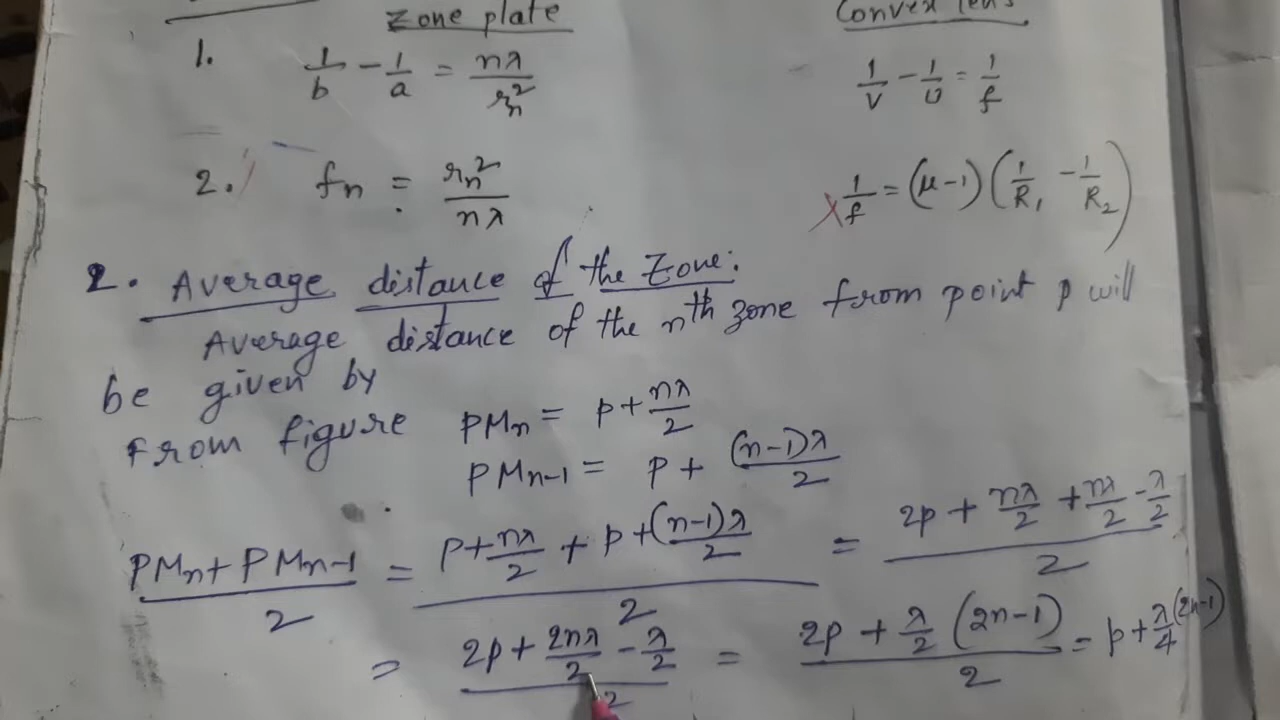 Zone plate Convex lens
1. 1/b - 1/a = nλ/rₙ² 1/v - 1/u = 1/f
2. fₙ = rₙ²/nλ 1/f = (μ-1)(1/R₁ - 1/R₂)
2. Average distance of the Zone:
Average distance of the nth zone from point p will
be given by
From figure PMₙ = p + nλ/2
PMₙ₋₁ = p + (n-1)λ/2
(PMₙ + PMₙ₋₁)/2 = (p + nλ/2 + p + (n-1)λ/2)/2 = (2p + nλ/2 + nλ/2 - λ/2)/2
= (2p + 2nλ/2 - λ/2)/2 = (2p + λ/2 (2n-1))/2 = p + λ/4 (2n-1)